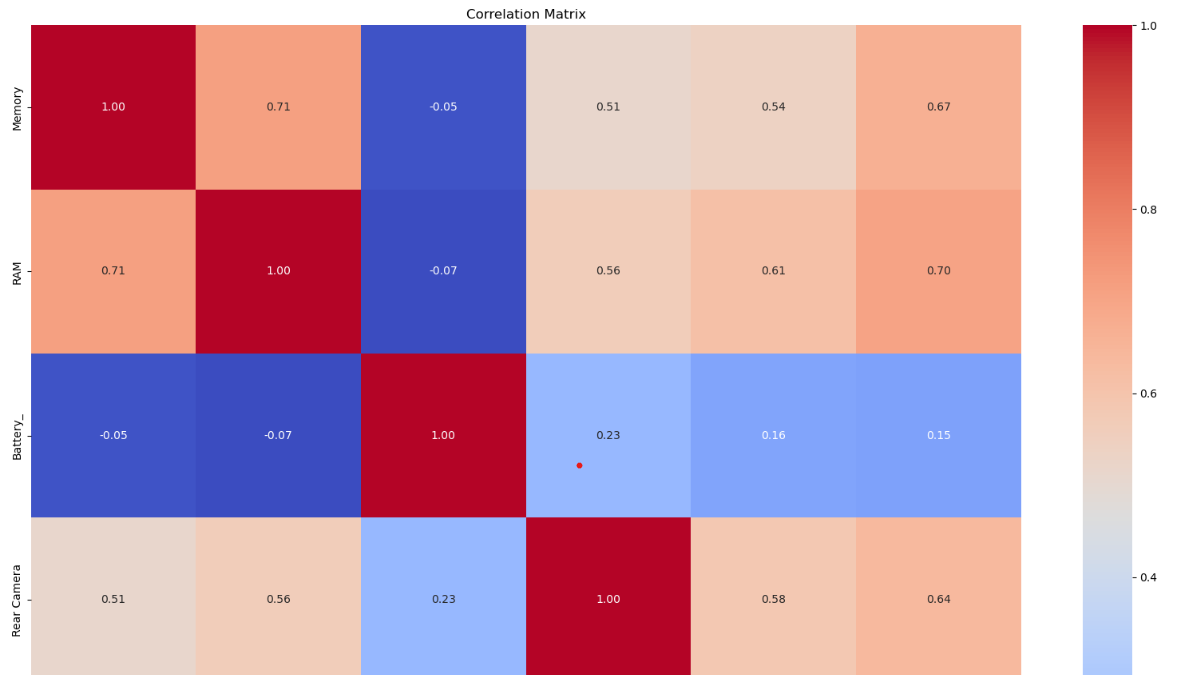 Correlation Matrix
Memory 1.00 0.71 -0.05 0.51 0.54 0.67
RAM 0.71 1.00 -0.07 0.56 0.61 0.70
Battery_ -0.05 -0.07 1.00 0.23 0.16 0.15
Rear Camera 0.51 0.56 0.23 1.00 0.58 0.64
1.0
0.8
0.6
0.4